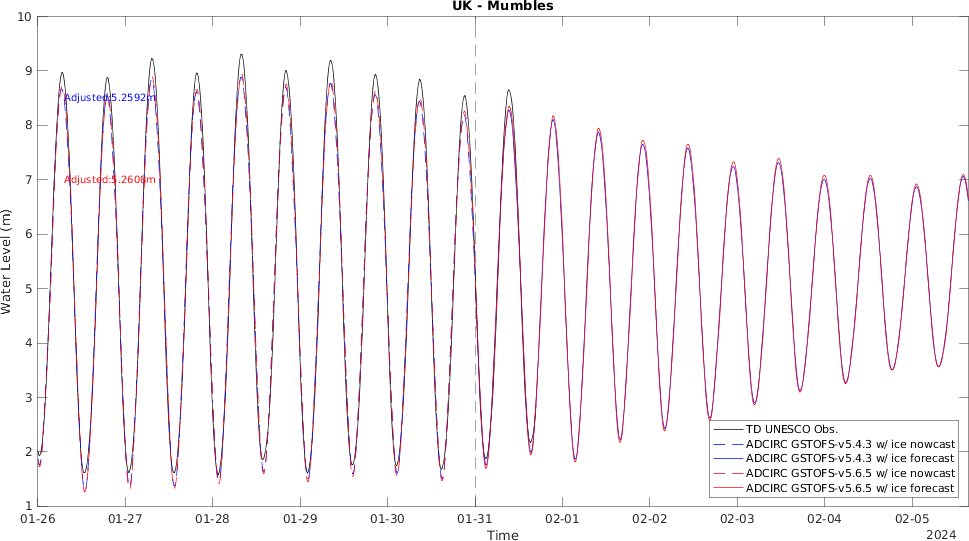 UK - Mumbles
10
9
Adjusted:5.2592m
8
7
Adjusted:5.2608m
6
5
4
3
2
1
Water Level (m)
TD UNESCO Obs.
ADCIRC GSTOFS-v5.4.3 w/ ice nowcast
ADCIRC GSTOFS-v5.4.3 w/ ice forecast
ADCIRC GSTOFS-v5.6.5 w/ ice nowcast
ADCIRC GSTOFS-v5.6.5 w/ ice forecast
01-26 01-27 01-28 01-29 01-30 01-31 02-01 02-02 02-03 02-04 02-05
Time
2024